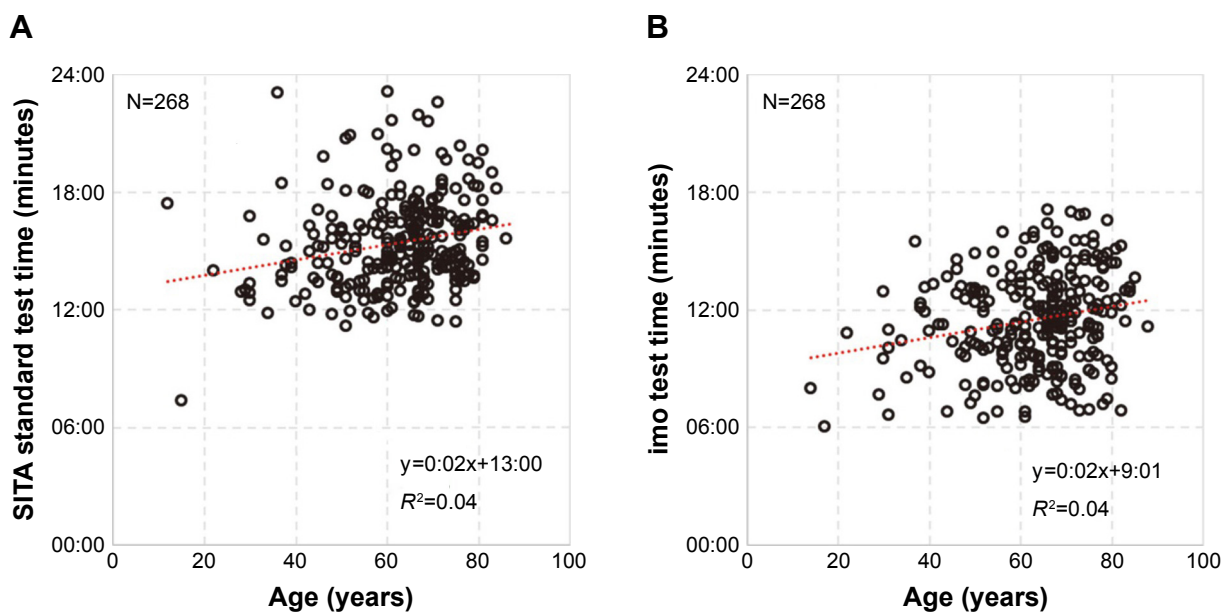 A
SITA standard test time (minutes)
24:00
18:00
12:00
06:00
00:00
N=268
y=0:02x+13:00
R²=0.04
0 20 40 60 80 100
Age (years)
B
imo test time (minutes)
24:00
18:00
12:00
06:00
00:00
N=268
y=0:02x+9:01
R²=0.04
0 20 40 60 80 100
Age (years)